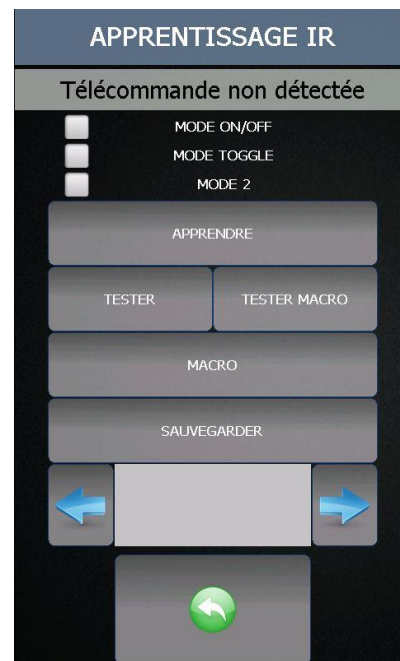 APPRENTISSAGE IR
Télécommande non détectée
MODE ON/OFF
MODE TOGGLE
MODE 2
APPRENDRE
TESTER
TESTER MACRO
MACRO
SAUVEGARDER